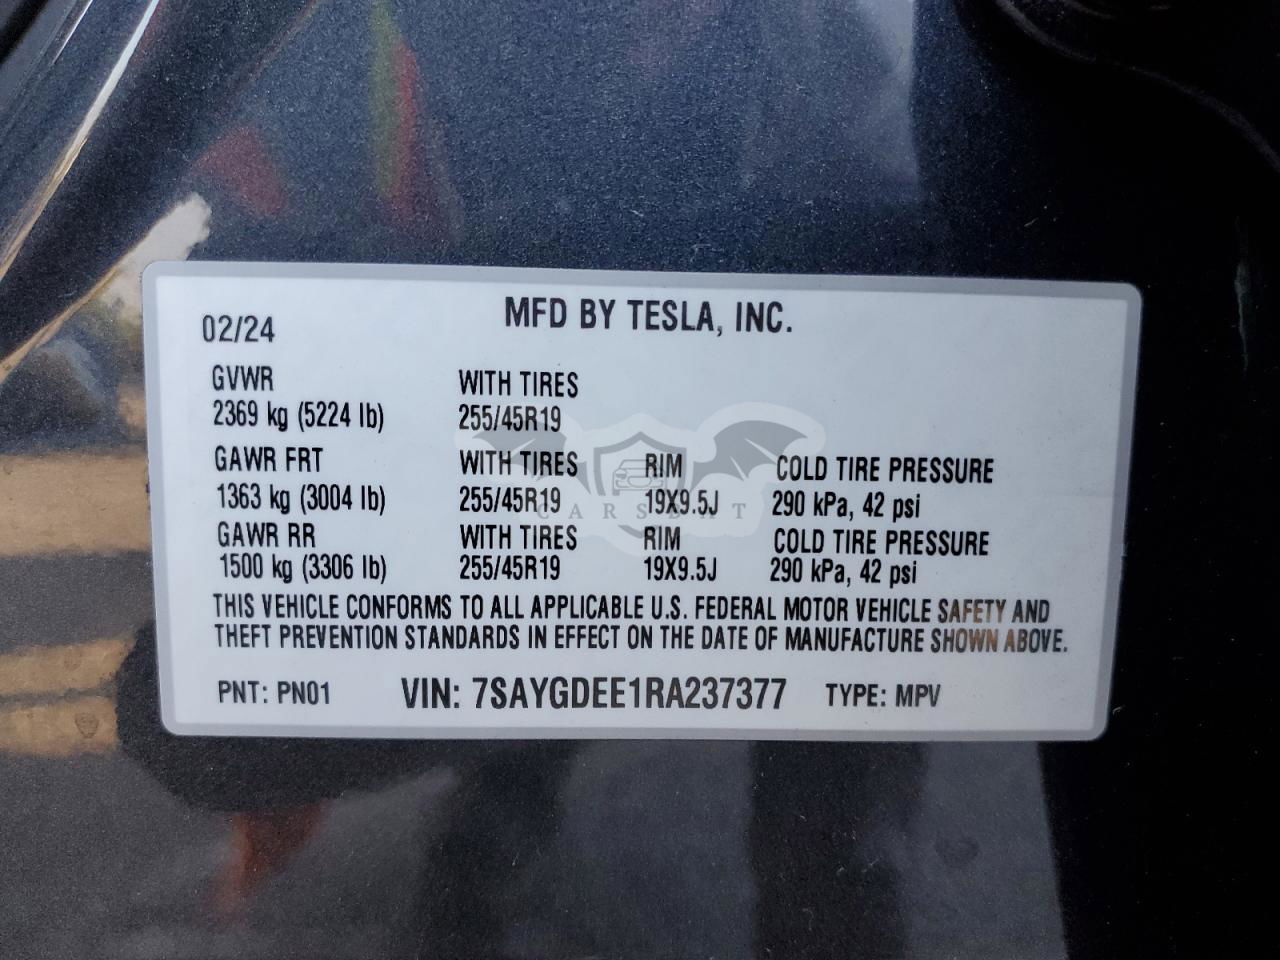 02/24 MFD BY TESLA, INC.
GVWR WITH TIRES
2369 kg (5224 lb) 255/45R19
GAWR FRT WITH TIRES RIM COLD TIRE PRESSURE
1363 kg (3004 lb) 255/45R19 19X9.5J 290 kPa, 42 psi
CARSBAT
GAWR RR WITH TIRES RIM COLD TIRE PRESSURE
1500 kg (3306 lb) 255/45R19 19X9.5J 290 kPa, 42 psi
THIS VEHICLE CONFORMS TO ALL APPLICABLE U.S. FEDERAL MOTOR VEHICLE SAFETY AND
THEFT PREVENTION STANDARDS IN EFFECT ON THE DATE OF MANUFACTURE SHOWN ABOVE.
PNT: PN01 VIN: 7SAYGDEE1RA237377 TYPE: MPV